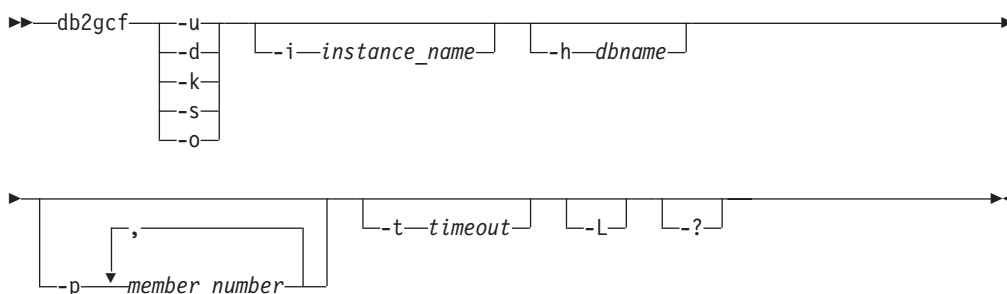 db2gcf -u -i instance_name -h dbname
-d
-k
-s
-o
, -t timeout -L -?
-p member number